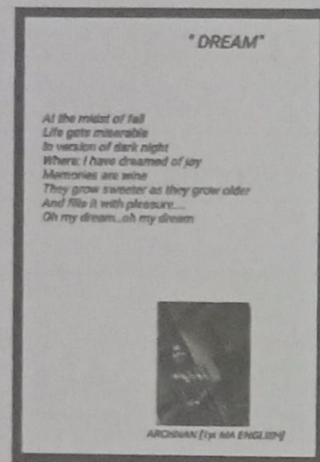 " DREAM"
At the midst of fall
Life gets miserable
In version of dark night
Where: I have dreamed of joy
Memories are wine
They grow sweeter as they grow older
And fills it with pleasure....
Oh my dream..oh my dream
[1st MA ENGLISH]